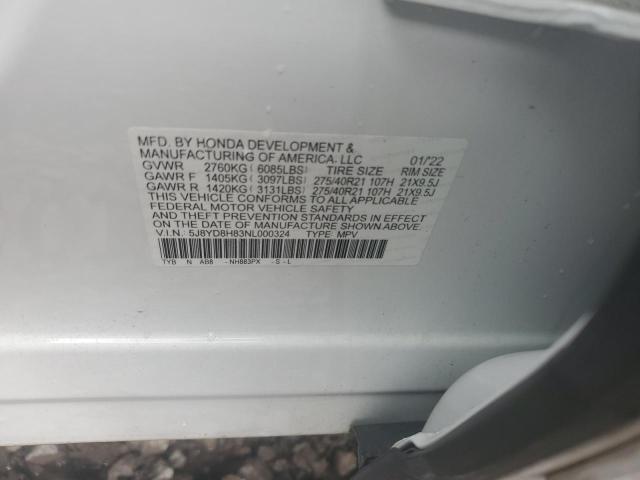 MFD. BY HONDA DEVELOPMENT &
MANUFACTURING OF AMERICA, LLC 01/22
GVWR 2760KG ( 6085LBS) TIRE SIZE RIM SIZE
GAWR F 1405KG ( 3097LBS) 275/40R21 107H 21X9.5J
GAWR R 1420KG ( 3131LBS) 275/40R21 107H 21X9.5J
THIS VEHICLE CONFORMS TO ALL APPLICABLE
FEDERAL MOTOR VEHICLE SAFETY
AND THEFT PREVENTION STANDARDS IN EFFECT
ON THE DATE OF MANUFACTURE SHOWN ABOVE.
V.I.N.: 5J8YD8H83NL000324 TYPE: MPV
TYB N AB8 -NH883PX -S -L